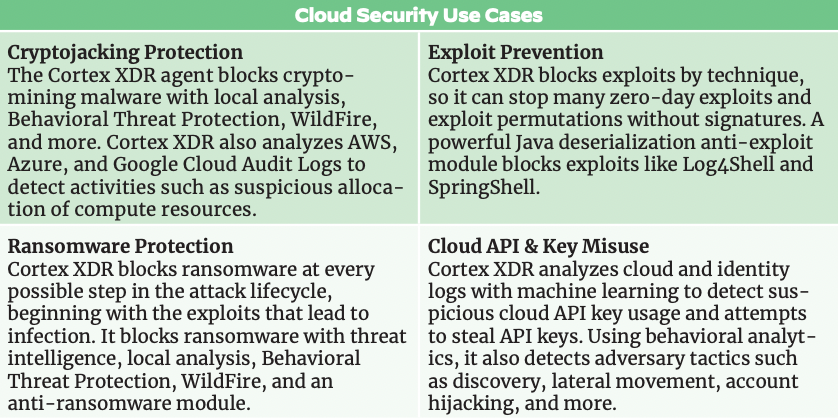 Cloud Security Use Cases
Cryptojacking Protection
The Cortex XDR agent blocks crypto-
mining malware with local analysis,
Behavioral Threat Protection, WildFire,
and more. Cortex XDR also analyzes AWS,
Azure, and Google Cloud Audit Logs to
detect activities such as suspicious alloca-
tion of compute resources.
Exploit Prevention
Cortex XDR blocks exploits by technique,
so it can stop many zero-day exploits and
exploit permutations without signatures. A
powerful Java deserialization anti-exploit
module blocks exploits like Log4Shell and
SpringShell.
Ransomware Protection
Cortex XDR blocks ransomware at every
possible step in the attack lifecycle,
beginning with the exploits that lead to
infection. It blocks ransomware with threat
intelligence, local analysis, Behavioral
Threat Protection, WildFire, and an
anti-ransomware module.
Cloud API & Key Misuse
Cortex XDR analyzes cloud and identity
logs with machine learning to detect sus-
picious cloud API key usage and attempts
to steal API keys. Using behavioral analyt-
ics, it also detects adversary tactics such
as discovery, lateral movement, account
hijacking, and more.